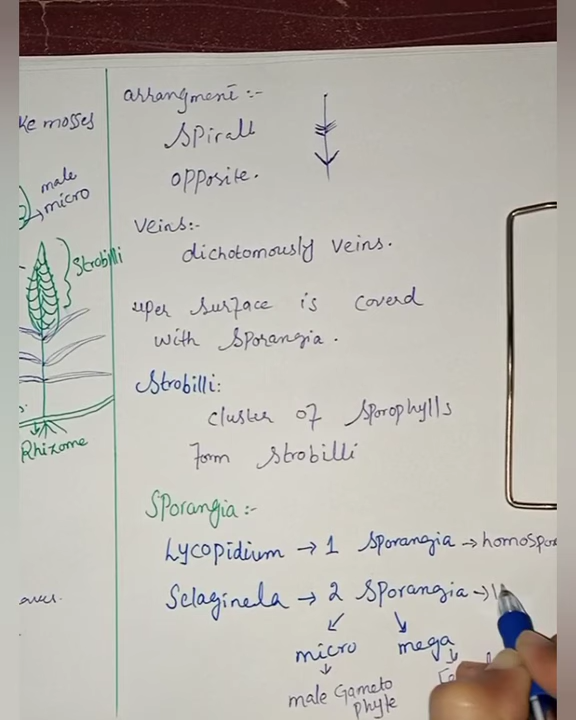 ke mosses
male
micro
Strobilli
Rhizome
arrangment :-
Spirall
opposite.
Veins:-
dichotomously veins.
uper surface is coverd
with Sporangia.
Strobilli:
cluster of Sporophylls
form Strobilli
Sporangia :-
Lycopidium → 1 Sporangia → homospor
Selaginela → 2 Sporangia →
micro mega
male Gameto
phyte